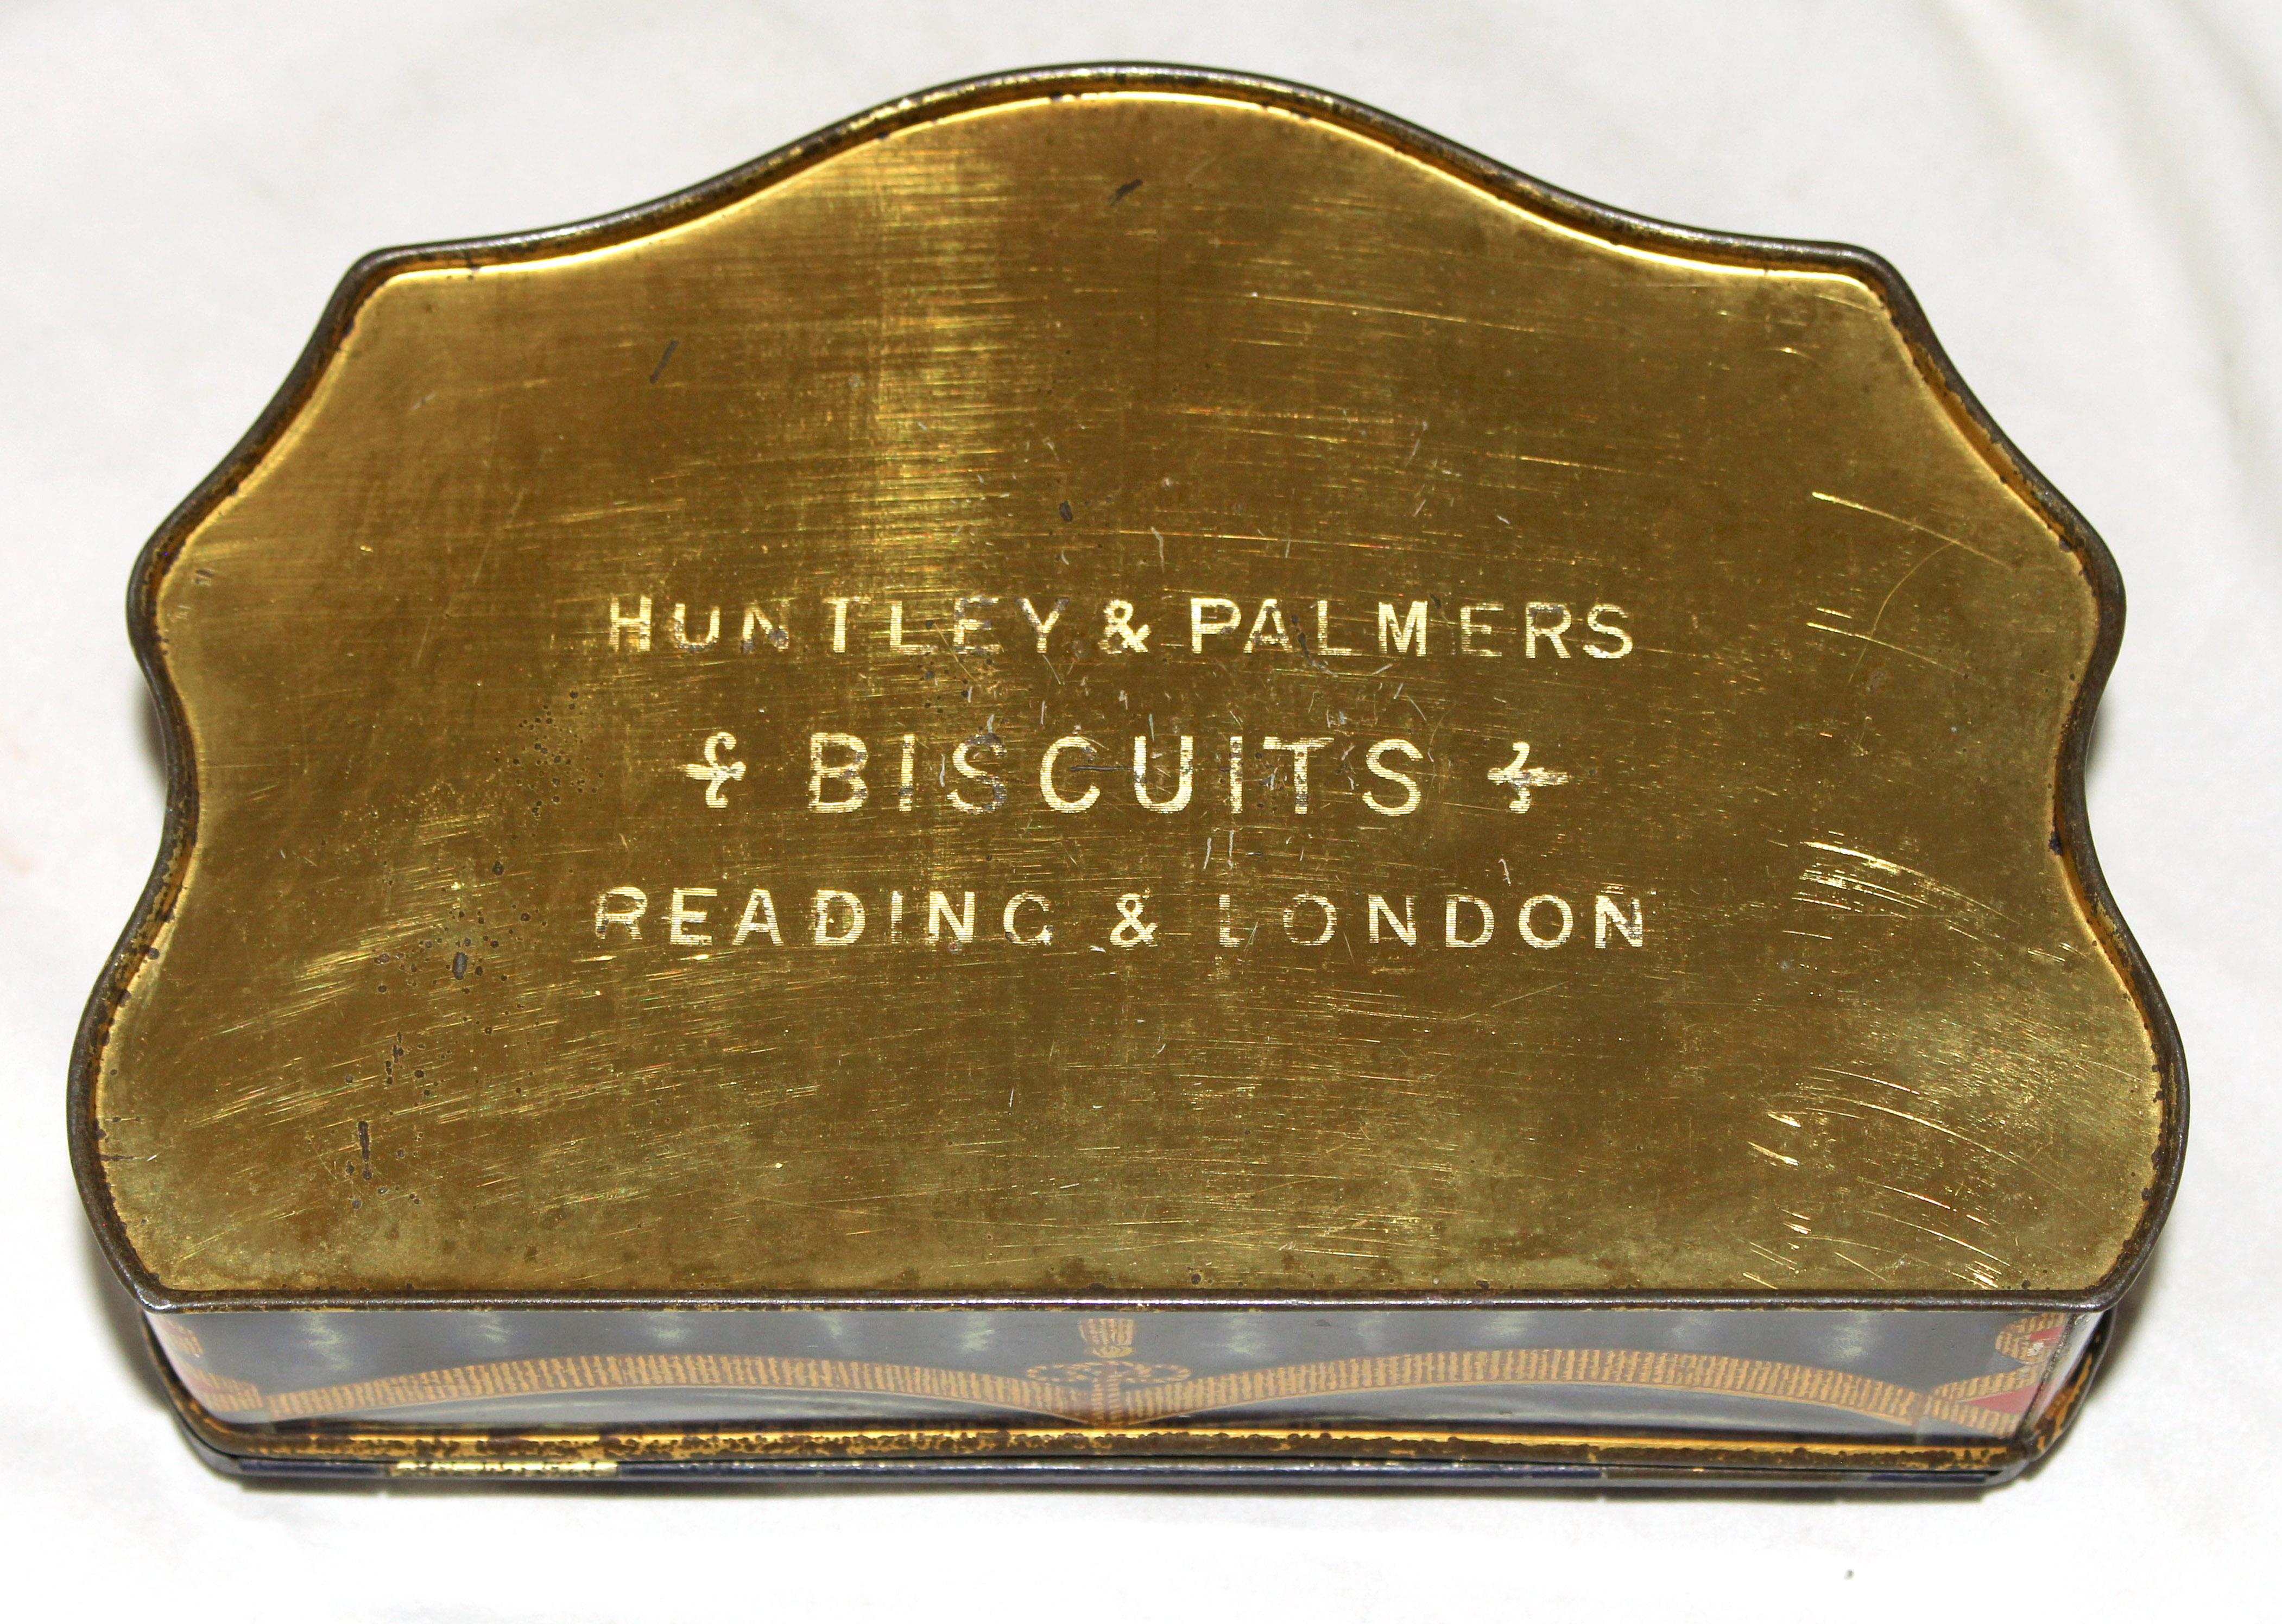 HUNTLEY & PALMERS
BISCUITS
READING & LONDON